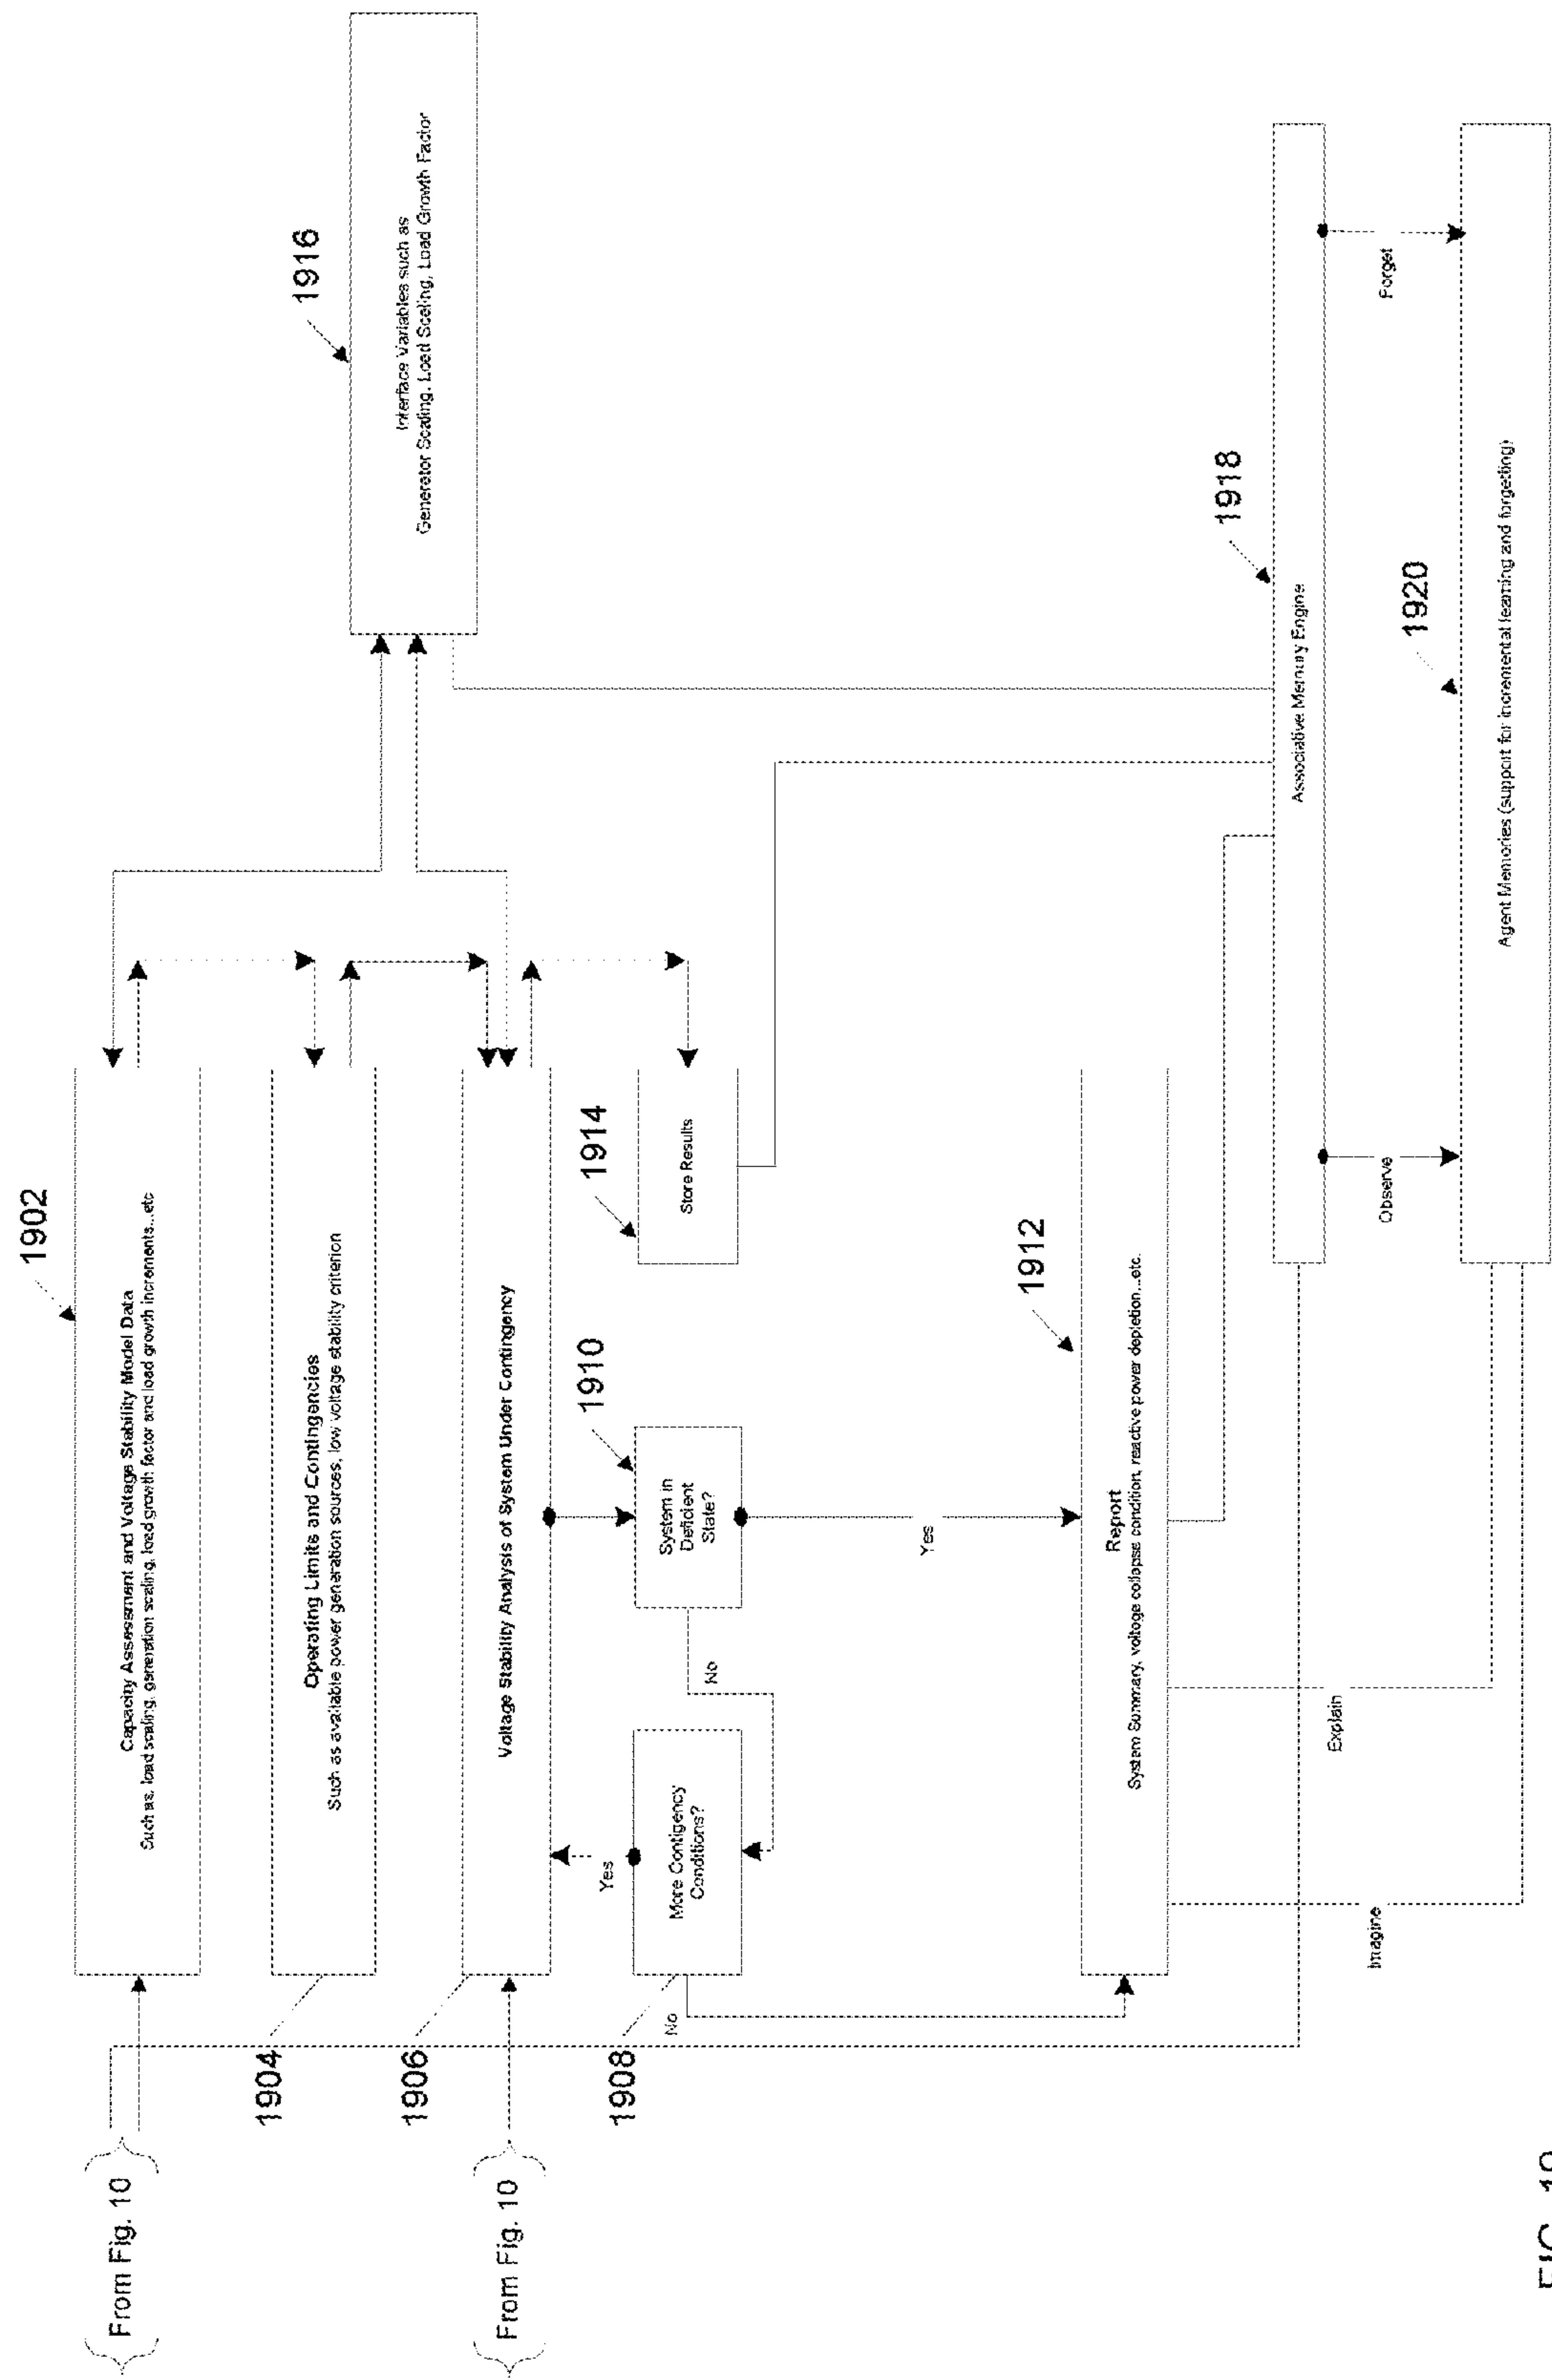 From Fig. 10
1902
Capacity Assessment and Voltage Stability Model Data
Such as, load scaling, generation scaling, load growth factor and load growth increments...etc
1904
Operating Limits and Contingencies
Such as available power generation sources, low voltage stability criterion
From Fig. 10
1906
Voltage Stability Analysis of System Under Contingency
1916
Interface Variables such as
Generator Scaling, Load Scaling, Load Growth Factor
1908
More Contigency
Conditions?
Yes
No
1910
System in
Deficient
State?
No
Yes
1914
Store Results
1912
Report
System Summary, voltage collapse condition, reactive power depletion...etc.
1918
Associative Memory Engine
Imagine
Explain
Observe
Forget
1920
Agent Memories (support for incremental learning and forgetting)